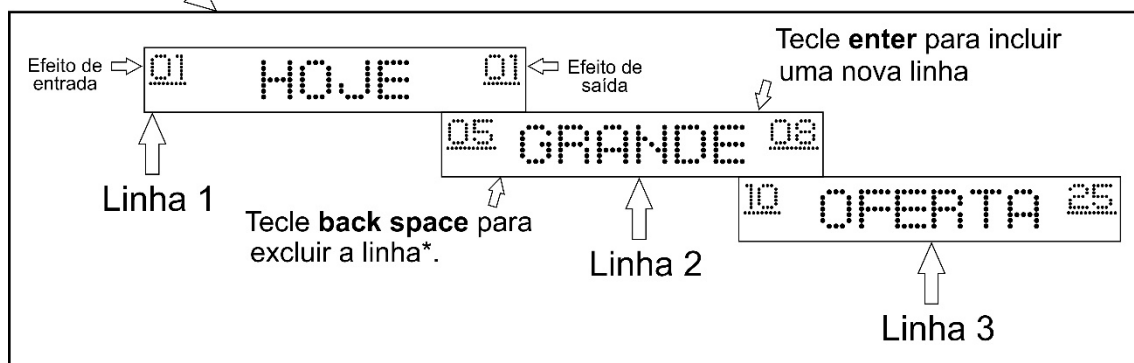 Efeito de
entrada
01 HOJE 01
Efeito de
saída
Tecle enter para incluir
uma nova linha
Linha 1
05 GRANDE 08
Tecle back space para
excluir a linha*.
Linha 2
10 OFERTA 25
Linha 3